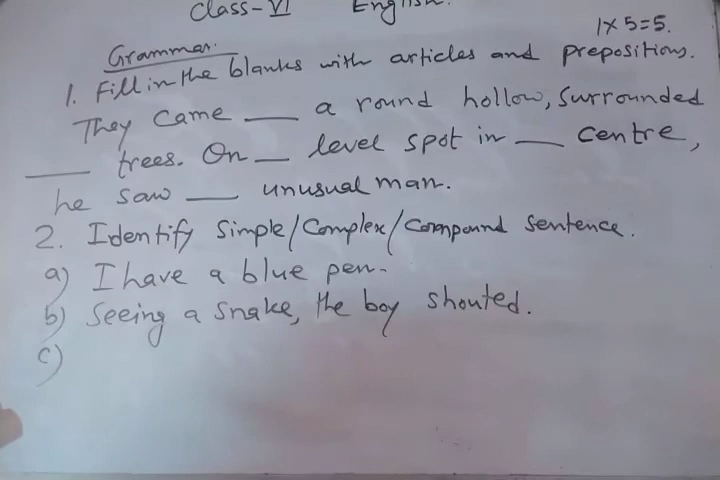 Class-VI English.
1×5=5.
Grammar.
1. Fill in the blanks with articles and prepositions.
They came ___ a round hollow, surrounded
___ trees. On ___ level spot in ___ centre,
he saw ___ unusual man.
2. Identify Simple/Complex/Compound sentence.
a) I have a blue pen.
b) Seeing a snake, the boy shouted.
c)